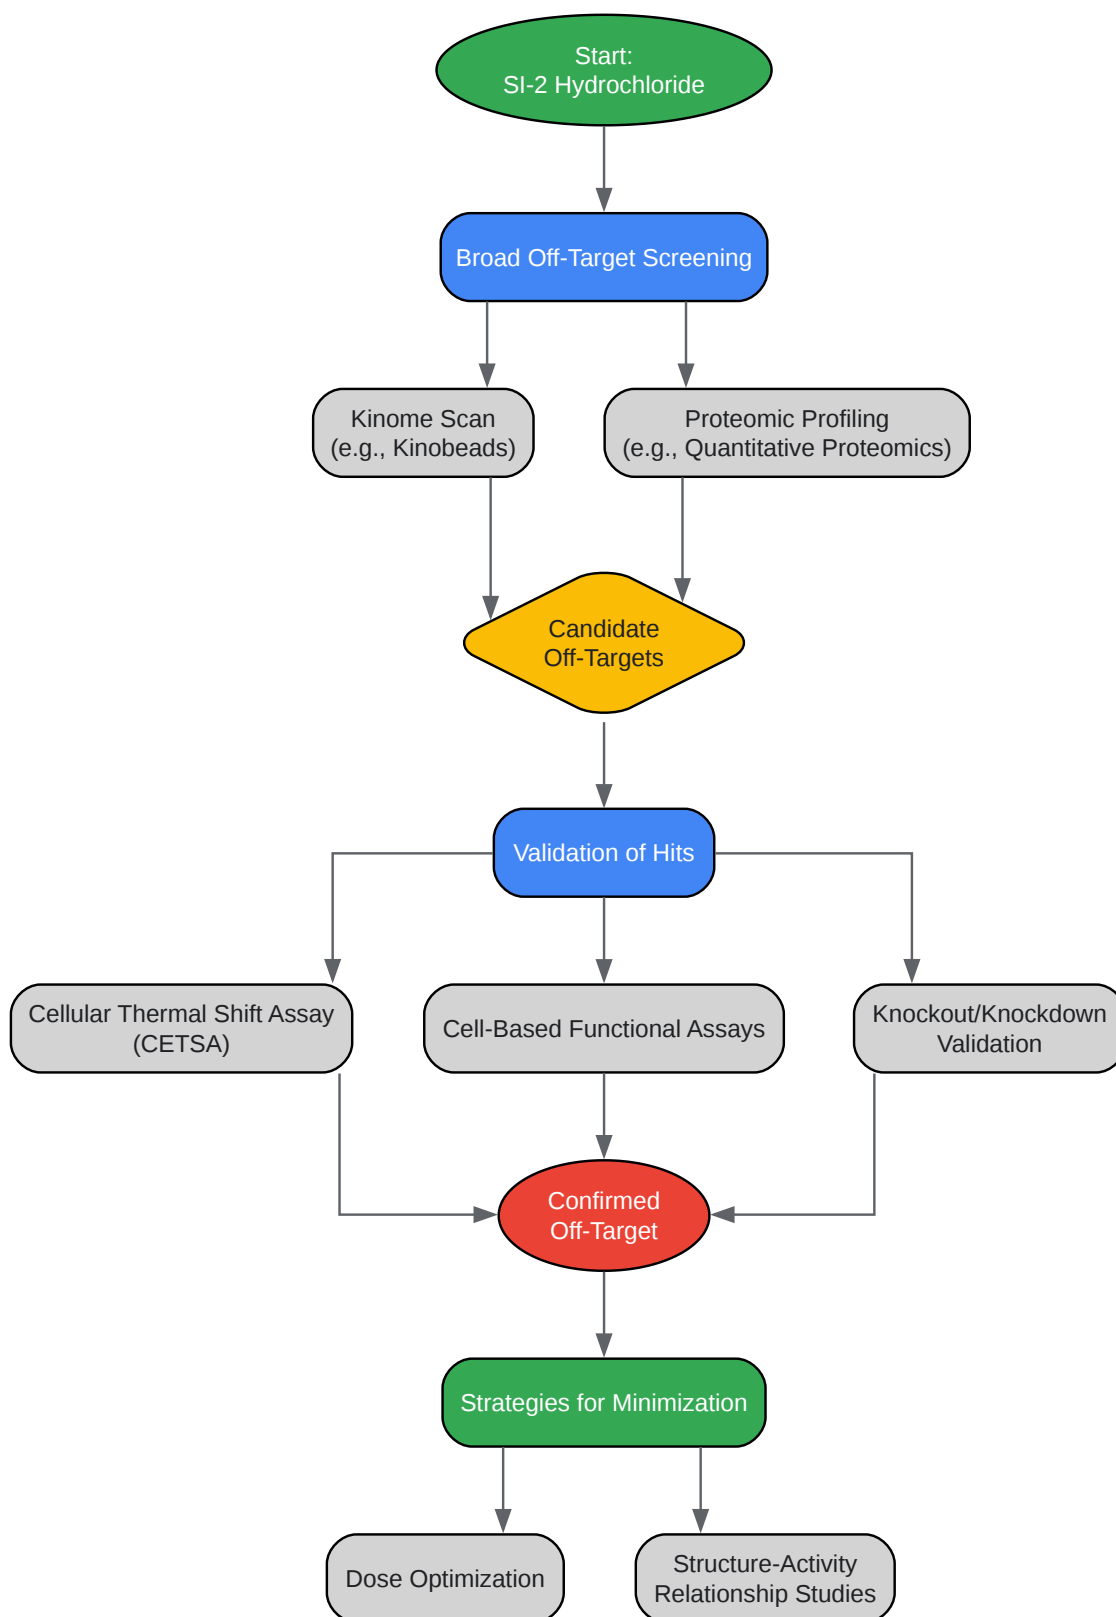 Start:
SI-2 Hydrochloride
Broad Off-Target Screening
Kinome Scan
(e.g., Kinobeads)
Proteomic Profiling
(e.g., Quantitative Proteomics)
Candidate
Off-Targets
Validation of Hits
Cellular Thermal Shift Assay
(CETSA)
Cell-Based Functional Assays
Knockout/Knockdown
Validation
Confirmed
Off-Target
Strategies for Minimization
Dose Optimization
Structure-Activity
Relationship Studies